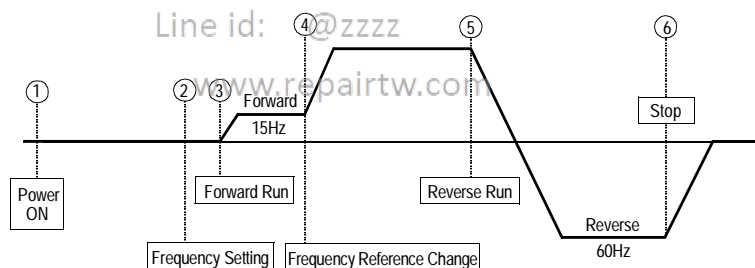 Line id: @zzzz
④ ⑤ ⑥
www.repairtw.com
① ② ③
Forward
15Hz
Stop
Power
ON
Forward Run
Reverse Run
Reverse
60Hz
Frequency Setting
Frequency Reference Change